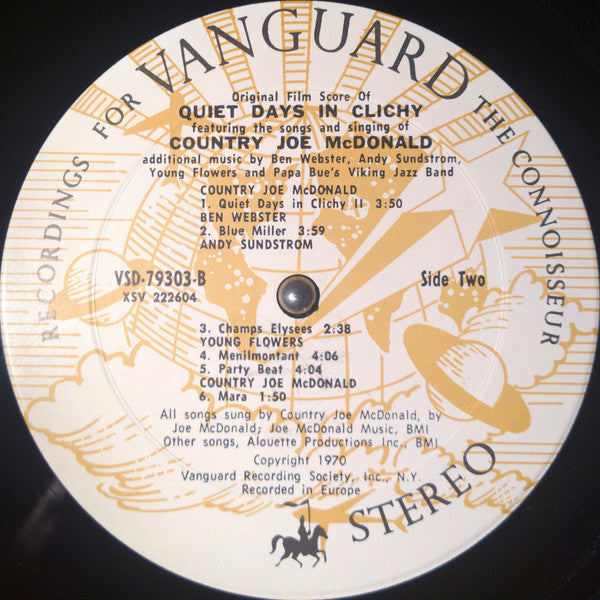 RECORDINGS FOR VANGUARD THE CONNOISSEUR
Original Film Score Of
QUIET DAYS IN CLICHY
featuring the songs and singing of
COUNTRY JOE McDONALD
additional music by Ben Webster, Andy Sundstrom,
Young Flowers and Papa Bue's Viking Jazz Band
COUNTRY JOE McDONALD
1. Quiet Days in Clichy II 3:50
BEN WEBSTER
2. Blue Miller 3:59
ANDY SUNDSTROM
VSD-79303-B
XSV 222604
Side Two
3. Champs Elysees 2:38
YOUNG FLOWERS
4. Menilmontant 4:06
5. Party Beat 4:04
COUNTRY JOE McDONALD
6. Mara 1:50
All songs sung by Country Joe McDonald, by
Joe McDonald; Joe McDonald Music, BMI
Other songs, Alouette Productions Inc., BMI
Copyright 1970
Vanguard Recording Society, Inc., N.Y.
Recorded in Europe
STEREO